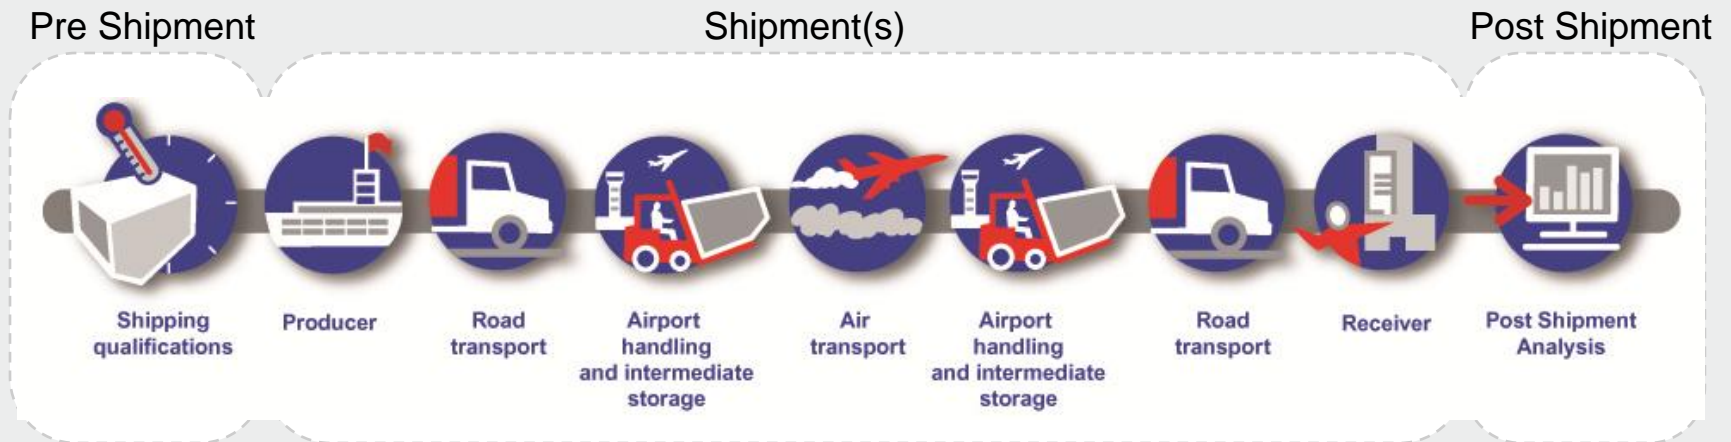 Pre Shipment
Shipment(s)
Post Shipment
Shipping
qualifications
Producer
Road
transport
Airport
handling
and intermediate
storage
Air
transport
Airport
handling
and intermediate
storage
Road
transport
Receiver
Post Shipment
Analysis